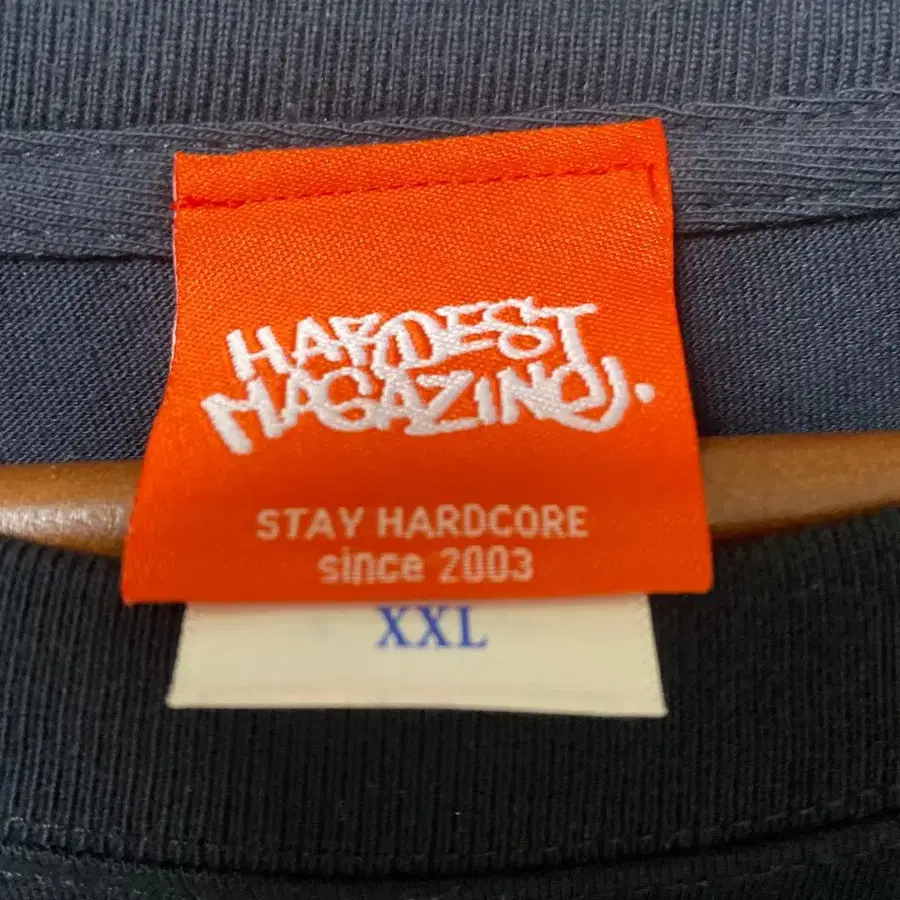 HARDEST
MAGAZINE.
STAY HARDCORE
since 2003
XXL